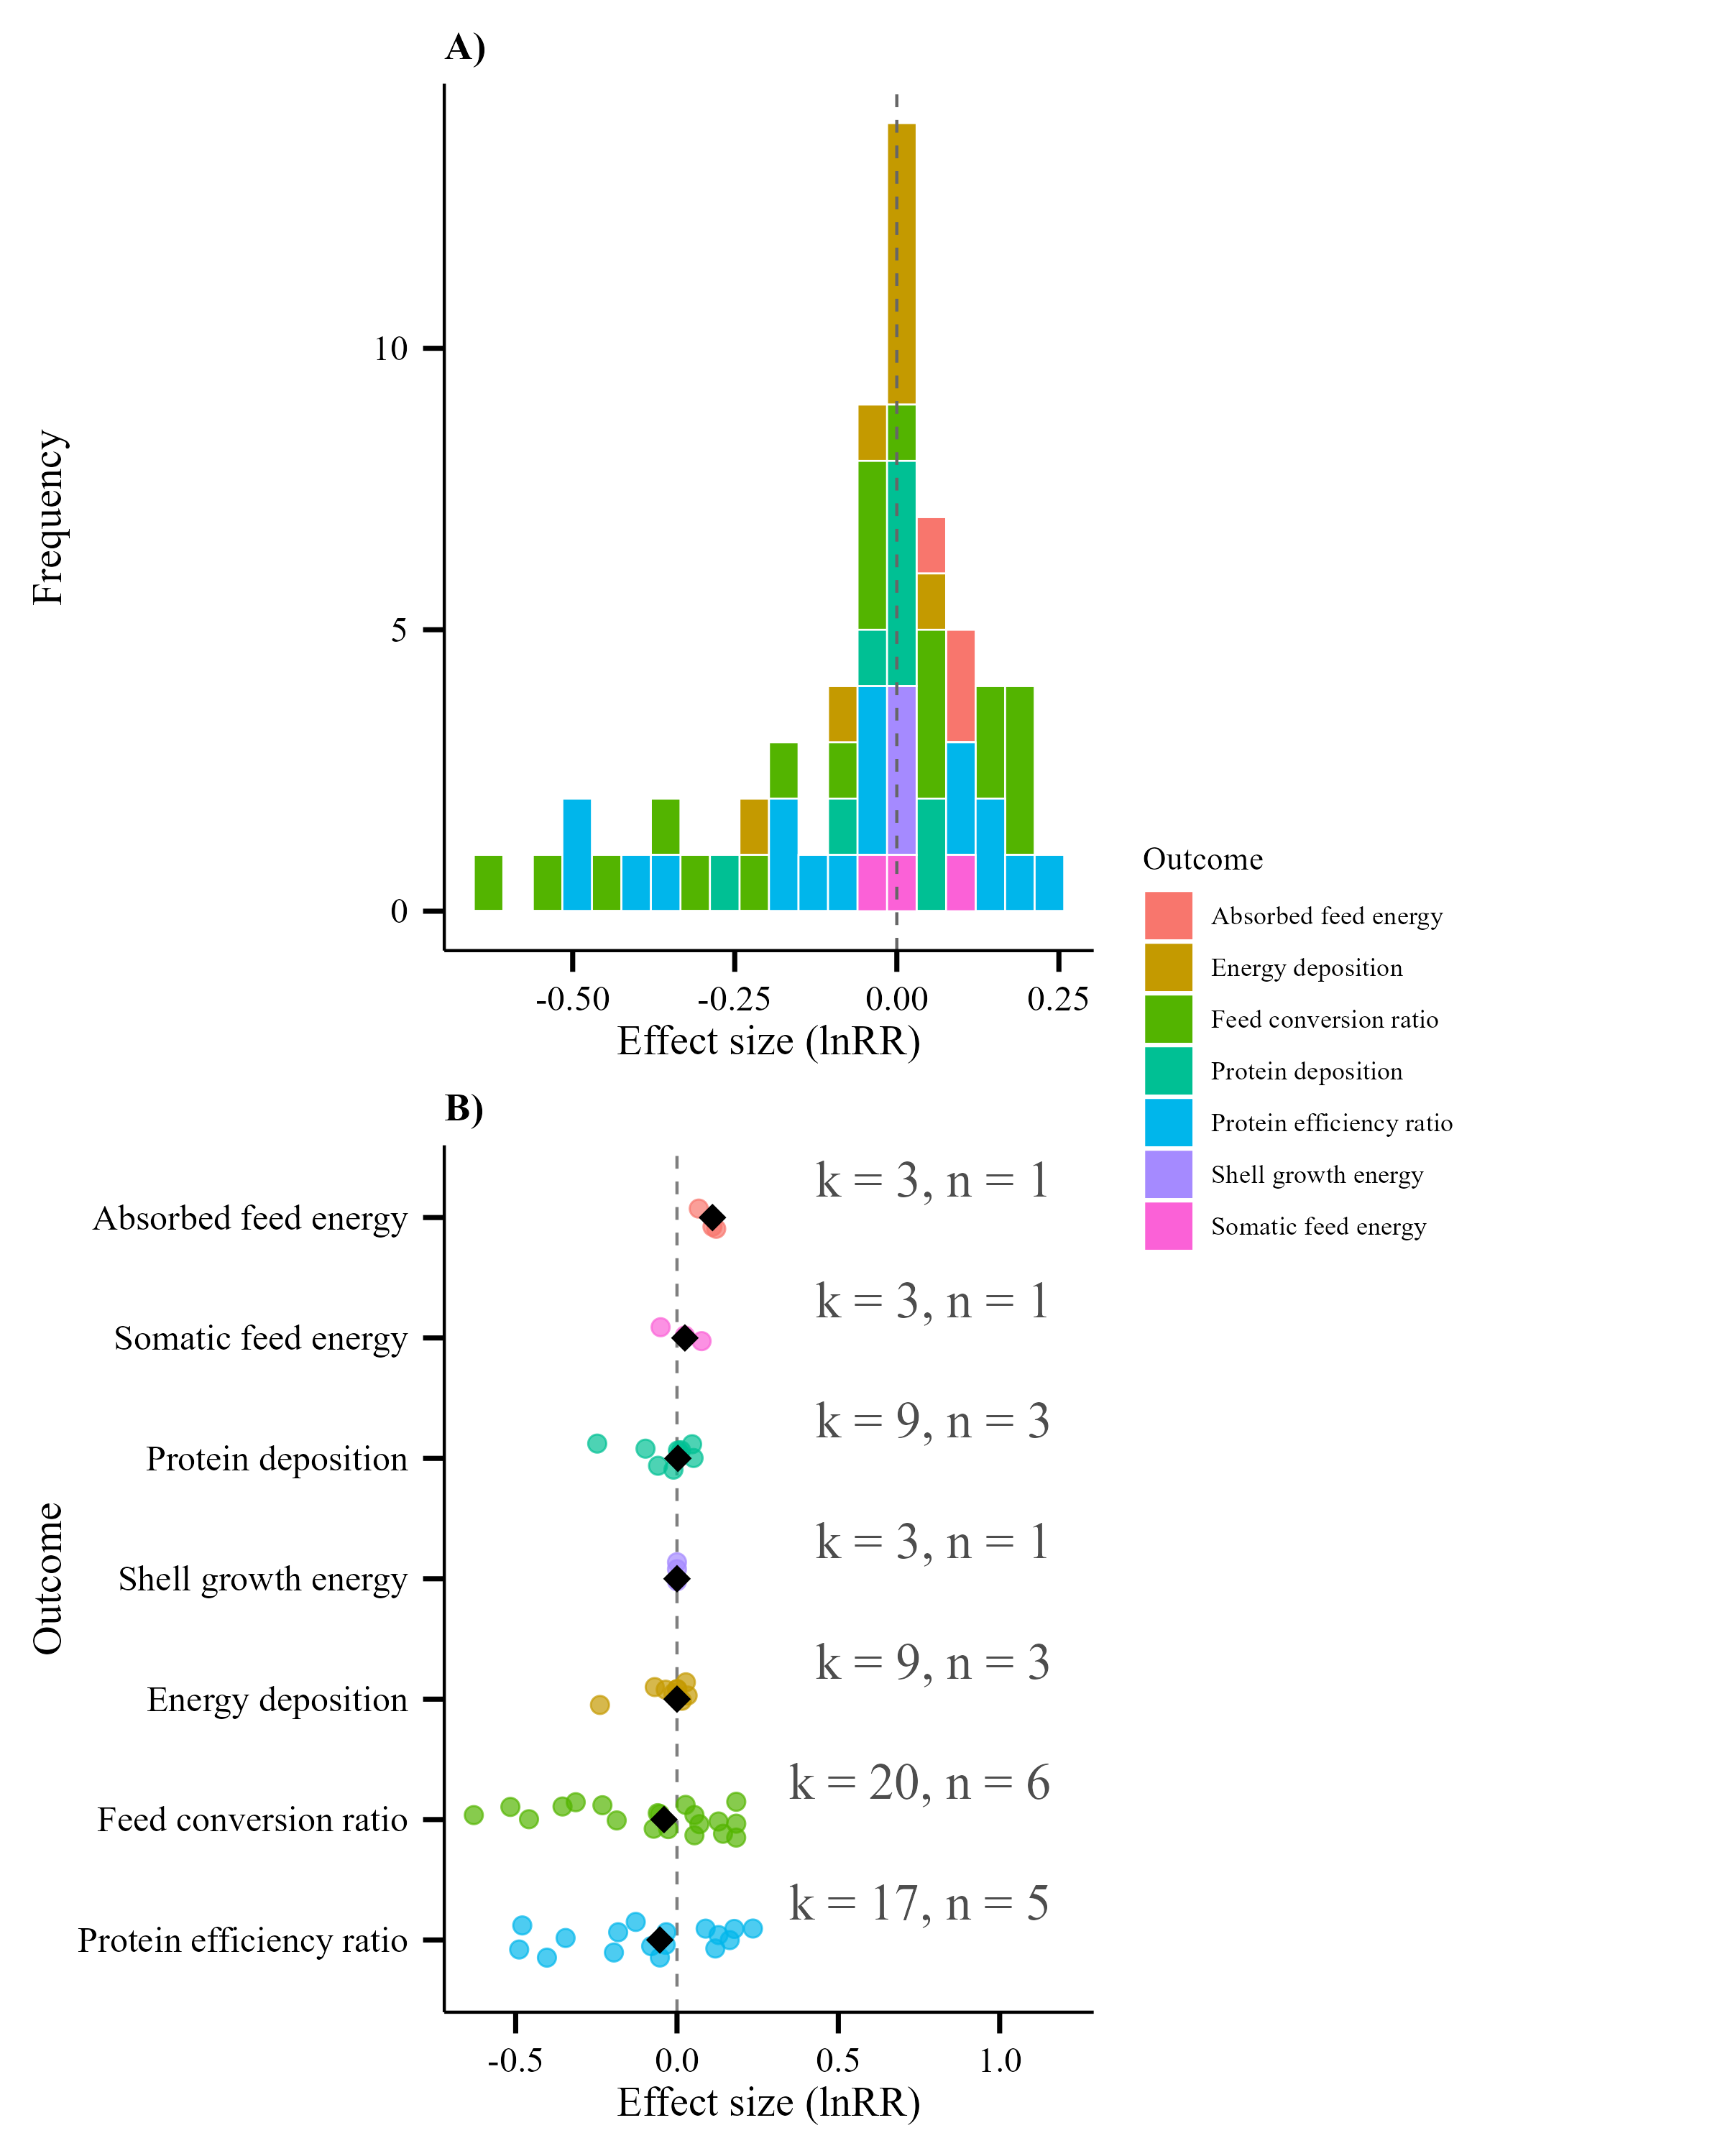 A)
Frequency
10
5
0
-0.50 -0.25 0.00 0.25
Effect size (lnRR)
Outcome
Absorbed feed energy
Energy deposition
Feed conversion ratio
Protein deposition
Protein efficiency ratio
Shell growth energy
Somatic feed energy
B)
Outcome
Absorbed feed energy k = 3, n = 1
Somatic feed energy k = 3, n = 1
Protein deposition k = 9, n = 3
Shell growth energy k = 3, n = 1
Energy deposition k = 9, n = 3
Feed conversion ratio k = 20, n = 6
Protein efficiency ratio k = 17, n = 5
-0.5 0.0 0.5 1.0
Effect size (lnRR)